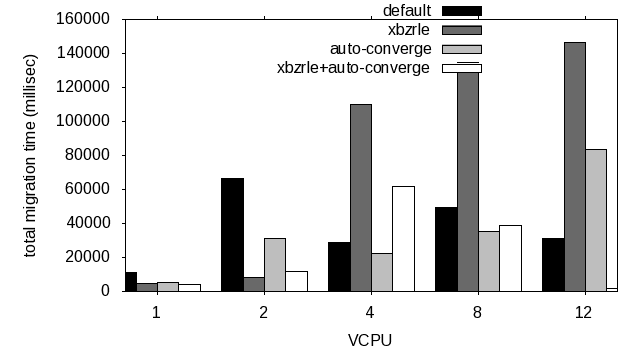 default
xbzrle
auto-converge
xbzrle+auto-converge
total migration time (millisec)
160000
140000
120000
100000
80000
60000
40000
20000
0
1 2 4 8 12
VCPU